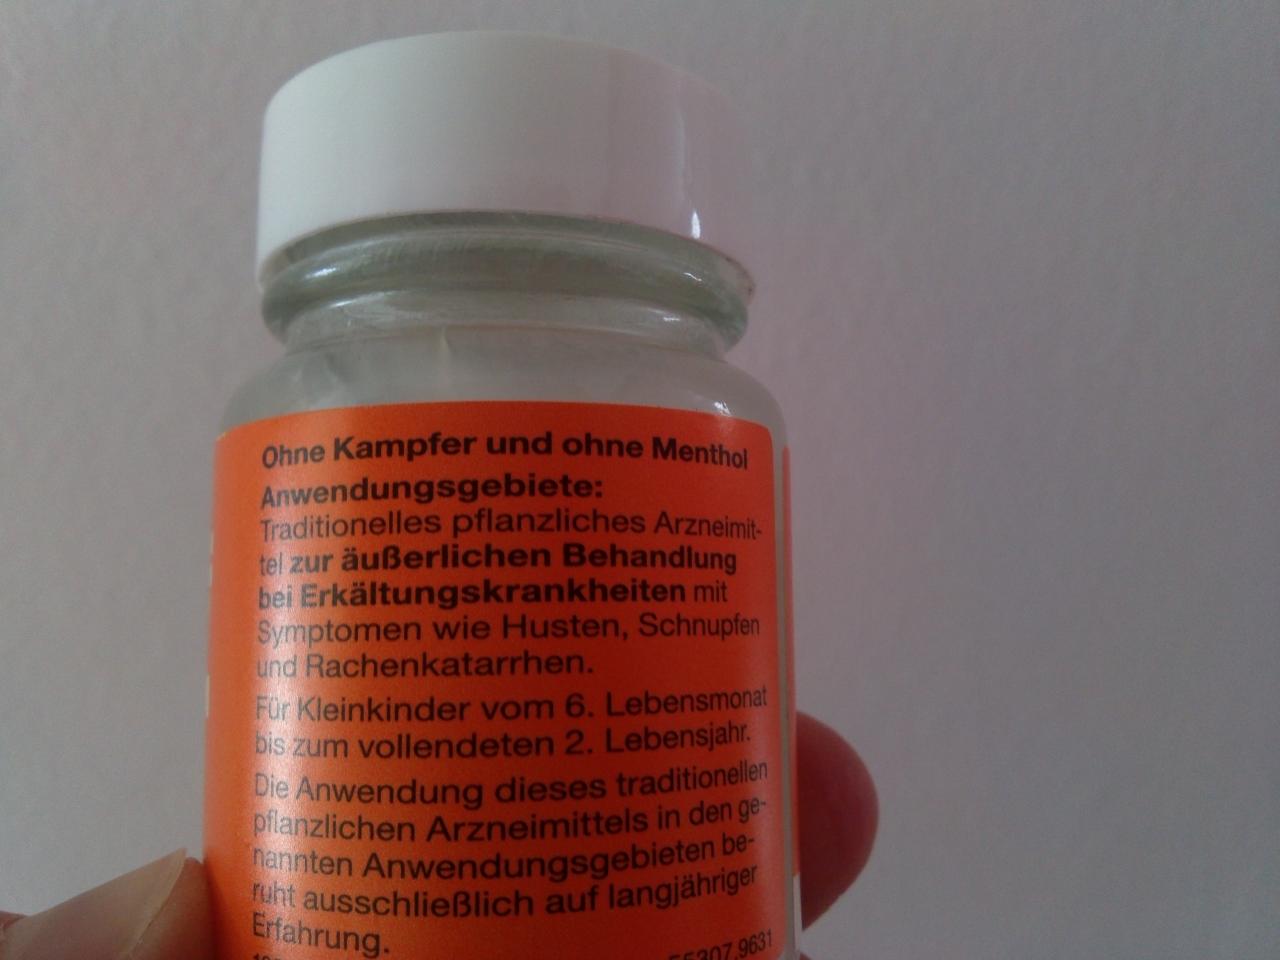 Ohne Kampfer und ohne Menthol
Anwendungsgebiete:
Traditionelles pflanzliches Arzneimit-
tel zur äußerlichen Behandlung
bei Erkältungskrankheiten mit
Symptomen wie Husten, Schnupfen
und Rachenkatarrhen.
Für Kleinkinder vom 6. Lebensmonat
bis zum vollendeten 2. Lebensjahr.
Die Anwendung dieses traditionellen
pflanzlichen Arzneimittels in den ge-
nannten Anwendungsgebieten be-
ruht ausschließlich auf langjähriger
Erfahrung.
55307.9631